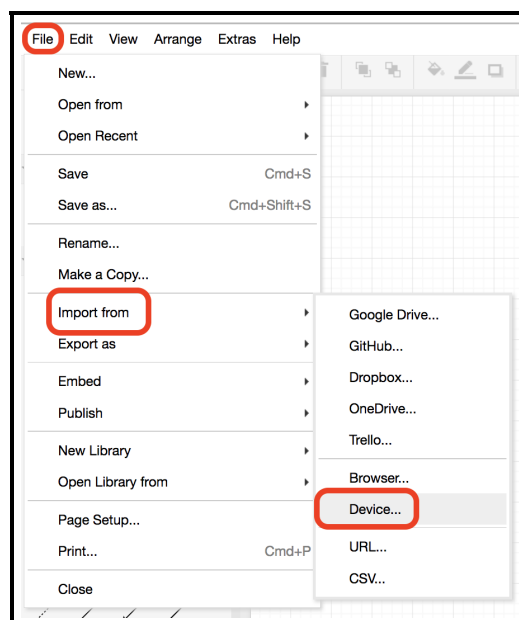 File Edit View Arrange Extras Help
New...
Open from
Open Recent
Save Cmd+S
Save as... Cmd+Shift+S
Rename...
Make a Copy...
Import from
Export as
Embed
Publish
New Library
Open Library from
Page Setup...
Print... Cmd+P
Close
Google Drive...
GitHub...
Dropbox...
OneDrive...
Trello...
Browser...
Device...
URL...
CSV...